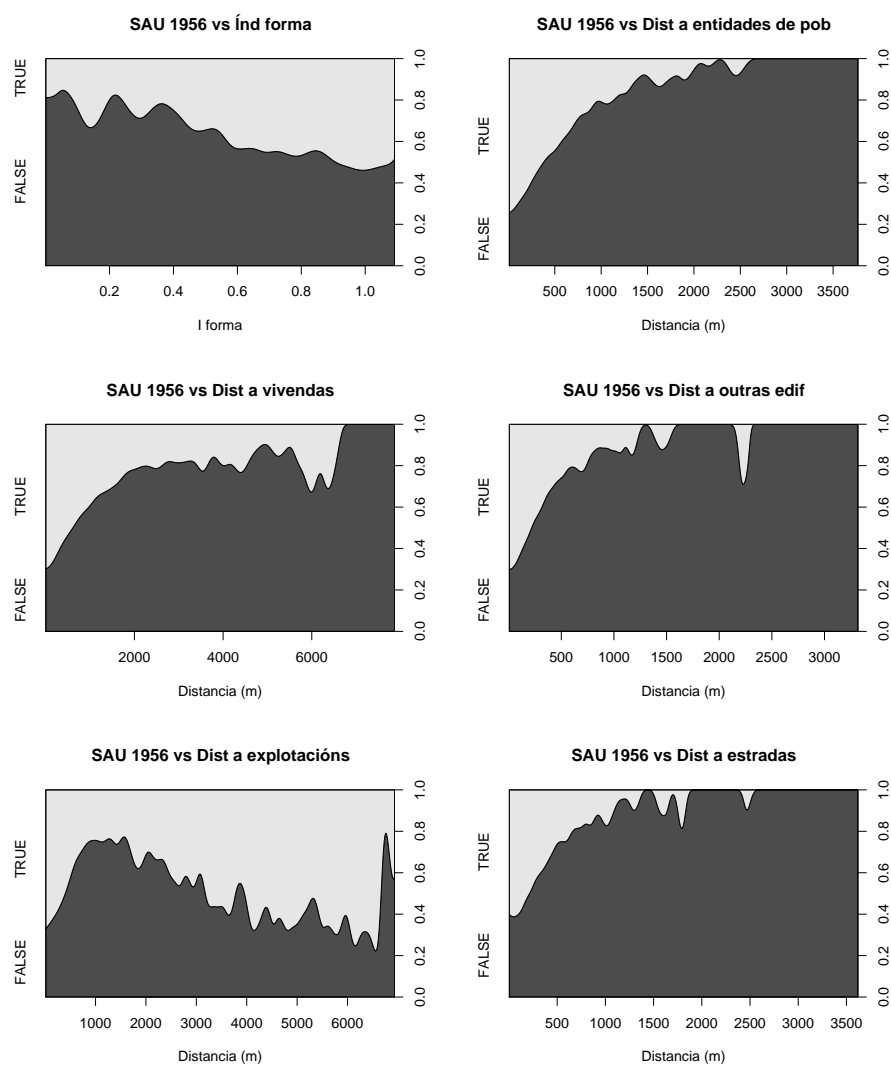 SAU 1956 vs Índ forma
TRUE
FALSE
0.0 0.2 0.4 0.6 0.8 1.0
0.2 0.4 0.6 0.8 1.0
I forma
SAU 1956 vs Dist a entidades de pob
TRUE
FALSE
0.0 0.2 0.4 0.6 0.8 1.0
500 1000 1500 2000 2500 3000 3500
Distancia (m)
SAU 1956 vs Dist a vivendas
TRUE
FALSE
0.0 0.2 0.4 0.6 0.8 1.0
2000 4000 6000
Distancia (m)
SAU 1956 vs Dist a outras edif
TRUE
FALSE
0.0 0.2 0.4 0.6 0.8 1.0
500 1000 1500 2000 2500 3000
Distancia (m)
SAU 1956 vs Dist a explotacións
TRUE
FALSE
0.0 0.2 0.4 0.6 0.8 1.0
1000 2000 3000 4000 5000 6000
Distancia (m)
SAU 1956 vs Dist a estradas
TRUE
FALSE
0.0 0.2 0.4 0.6 0.8 1.0
500 1000 1500 2000 2500 3000 3500
Distancia (m)